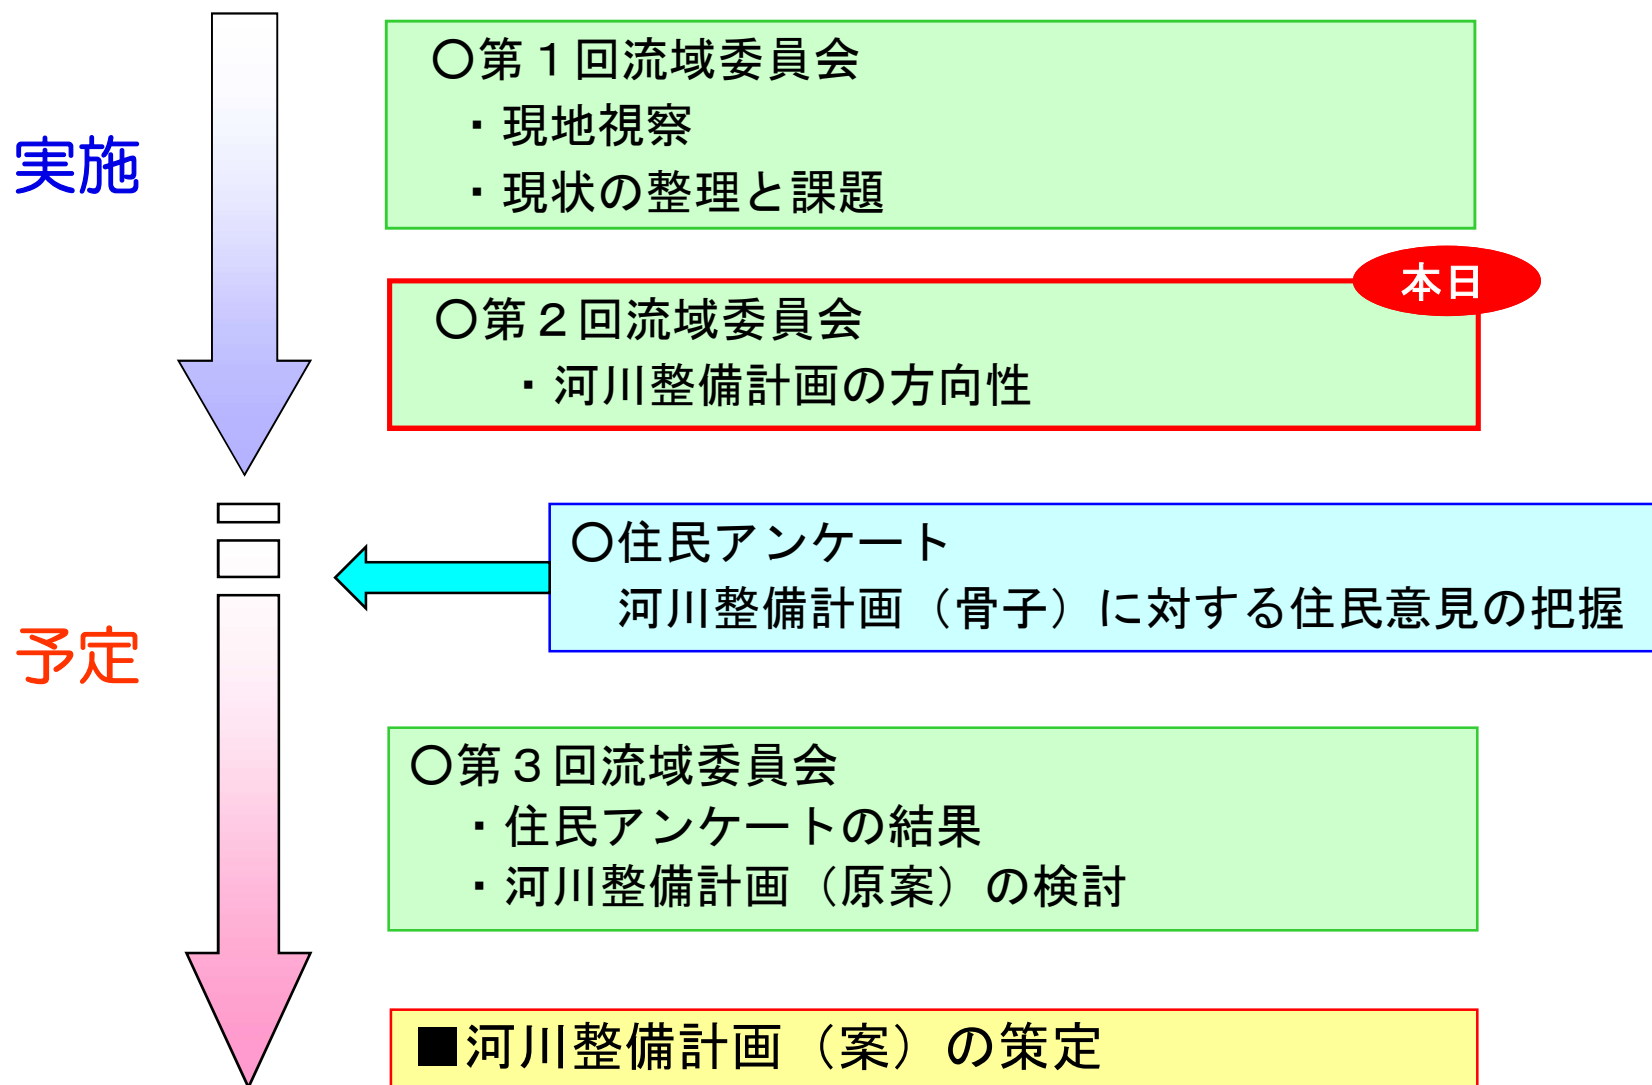 実施
〇第１回流域委員会
・現地視察
・現状の整理と課題
本日
〇第２回流域委員会
・河川整備計画の方向性
予定
〇住民アンケート
河川整備計画（骨子）に対する住民意見の把握
〇第３回流域委員会
・住民アンケートの結果
・河川整備計画（原案）の検討
■河川整備計画（案）の策定